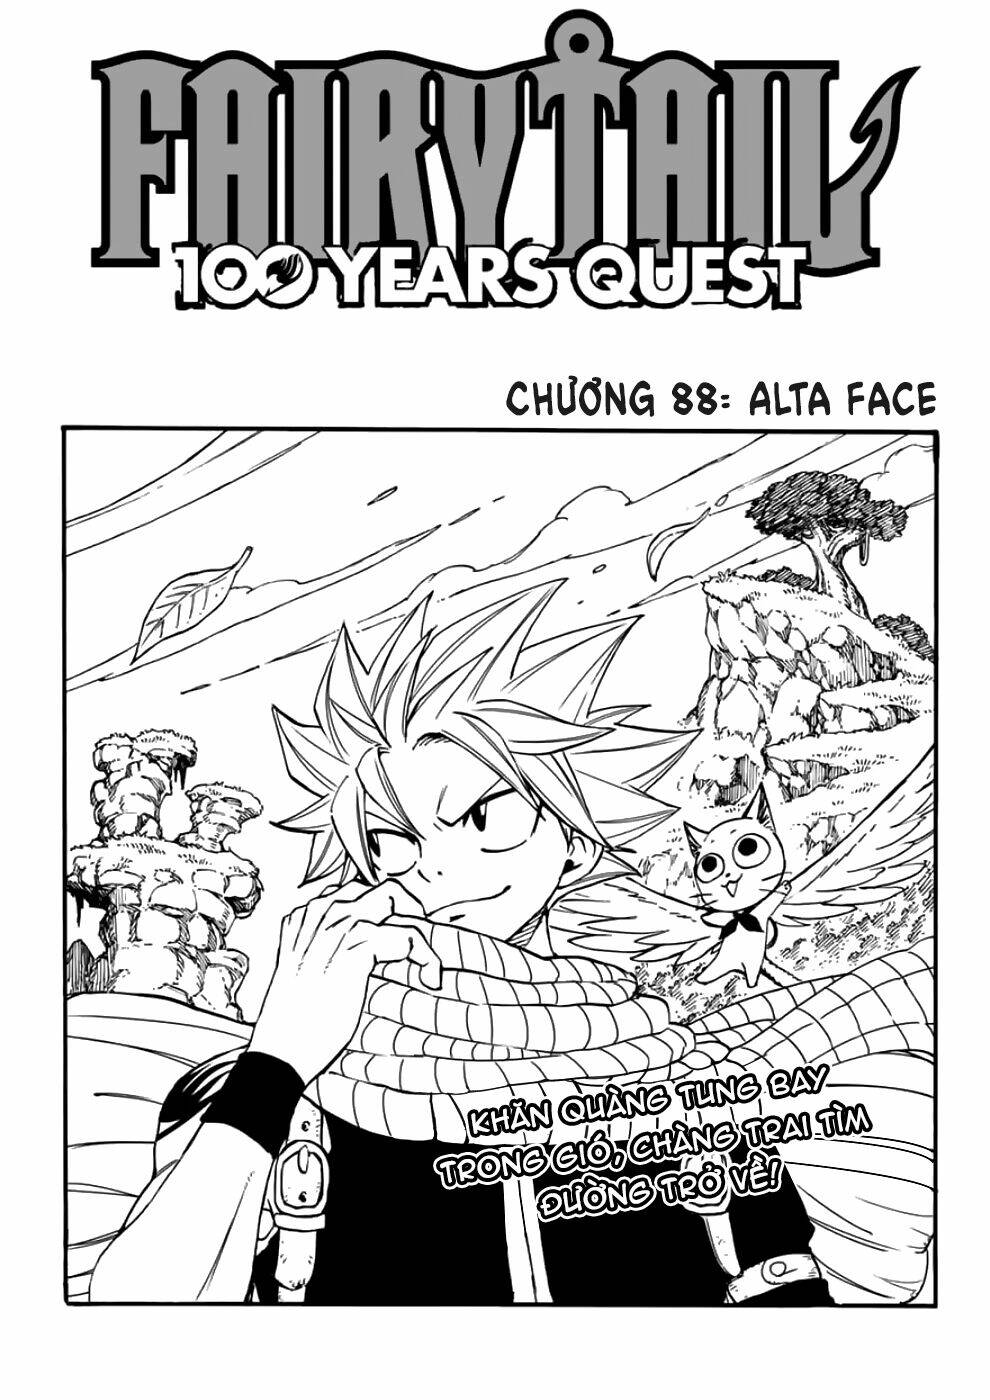 FAIRY TAIL
100 YEARS QUEST
CHƯƠNG 88: ALTA FACE
KHĂN QUÀNG TUNG BAY
TRONG GIÓ, CHÀNG TRAI TÌM
ĐƯỜNG TRỞ VỀ!